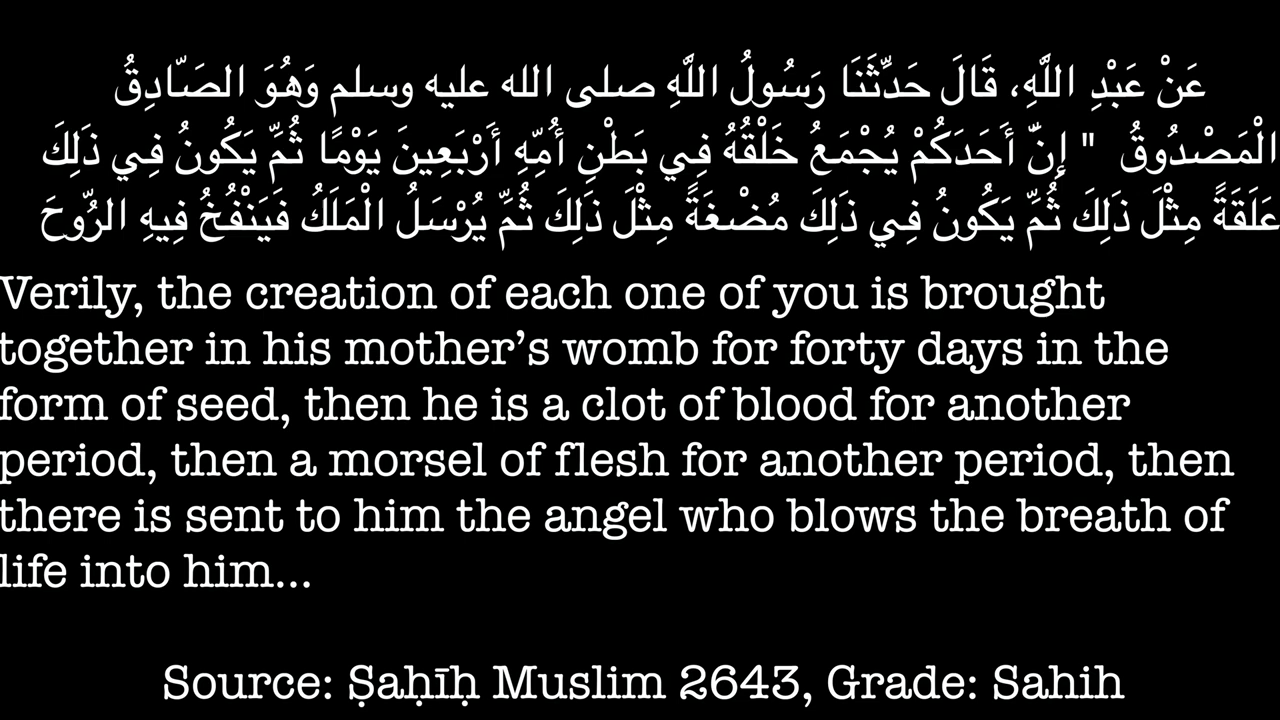 عَنْ عَبْدِ اللَّهِ، قَالَ حَدَّثَنَا رَسُولُ اللَّهِ صلى الله عليه وسلم وَهُوَ الصَّادِقُ
الْمَصْدُوقُ " إِنَّ أَحَدَكُمْ يُجْمَعُ خَلْقُهُ فِي بَطْنِ أُمِّهِ أَرْبَعِينَ يَوْمًا ثُمَّ يَكُونُ فِي ذَلِكَ
عَلَقَةً مِثْلَ ذَلِكَ ثُمَّ يَكُونُ فِي ذَلِكَ مُضْغَةً مِثْلَ ذَلِكَ ثُمَّ يُرْسَلُ الْمَلَكُ فَيَنْفُخُ فِيهِ الرُّوحَ
Verily, the creation of each one of you is brought
together in his mother’s womb for forty days in the
form of seed, then he is a clot of blood for another
period, then a morsel of flesh for another period, then
there is sent to him the angel who blows the breath of
life into him...
Source: Ṣaḥīḥ Muslim 2643, Grade: Sahih